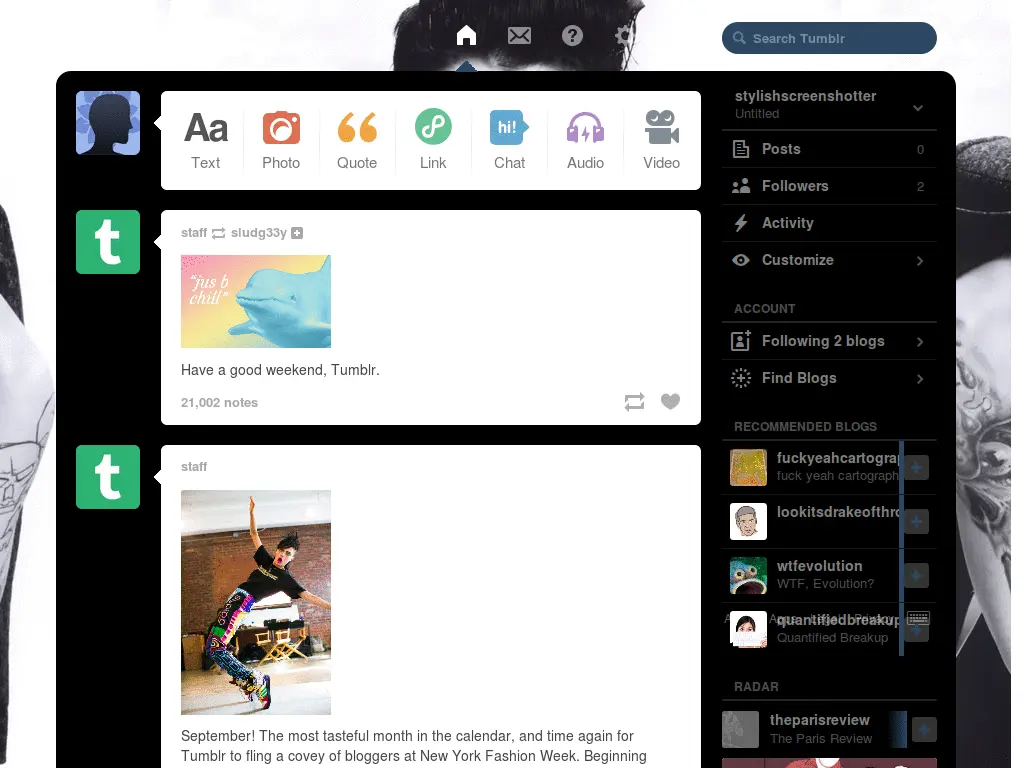 Search Tumblr
Aa
hi!
Text
Photo
Quote
Link
Chat
Audio
Video
staff sludg33y
"jus b
chill"
Have a good weekend, Tumblr.
21,002 notes
staff
adidas
September! The most tasteful month in the calendar, and time again for
Tumblr to fling a covey of bloggers at New York Fashion Week. Beginning
stylishscreenshotter
Untitled
Posts 0
Followers 2
Activity
Customize
ACCOUNT
Following 2 blogs
Find Blogs
RECOMMENDED BLOGS
fuckyeahcartogra
fuck yeah cartograph
lookitsdrakeofthro
wtfevolution
WTF, Evolution?
quantifiedbreakup
Quantified Breakup
RADAR
theparisreview
The Paris Review